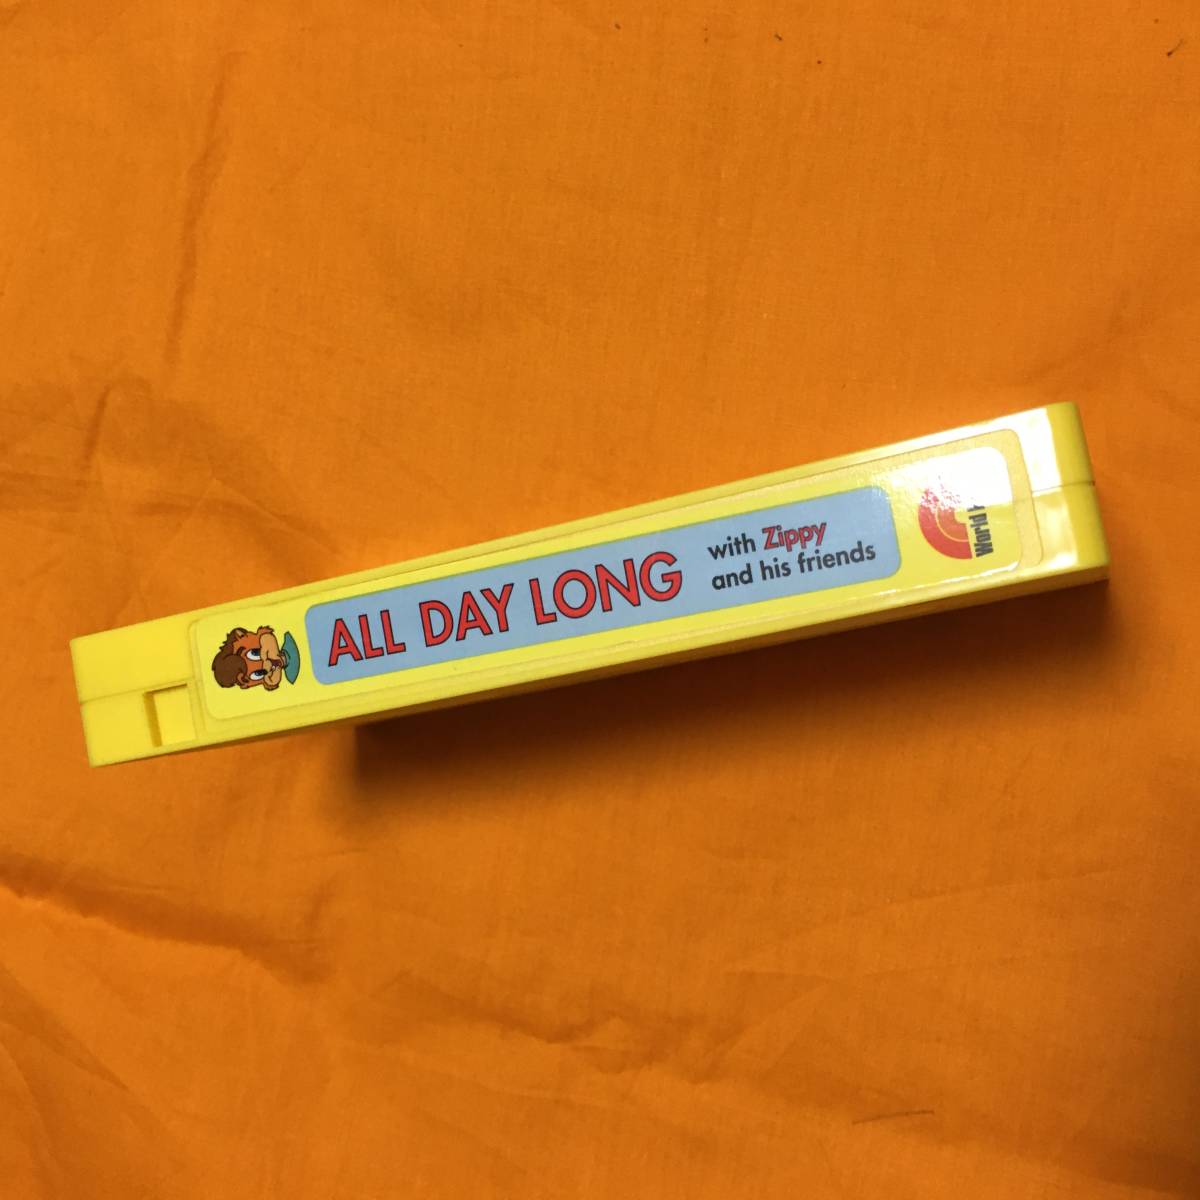 ALL DAY LONG
with Zippy
and his friends
World